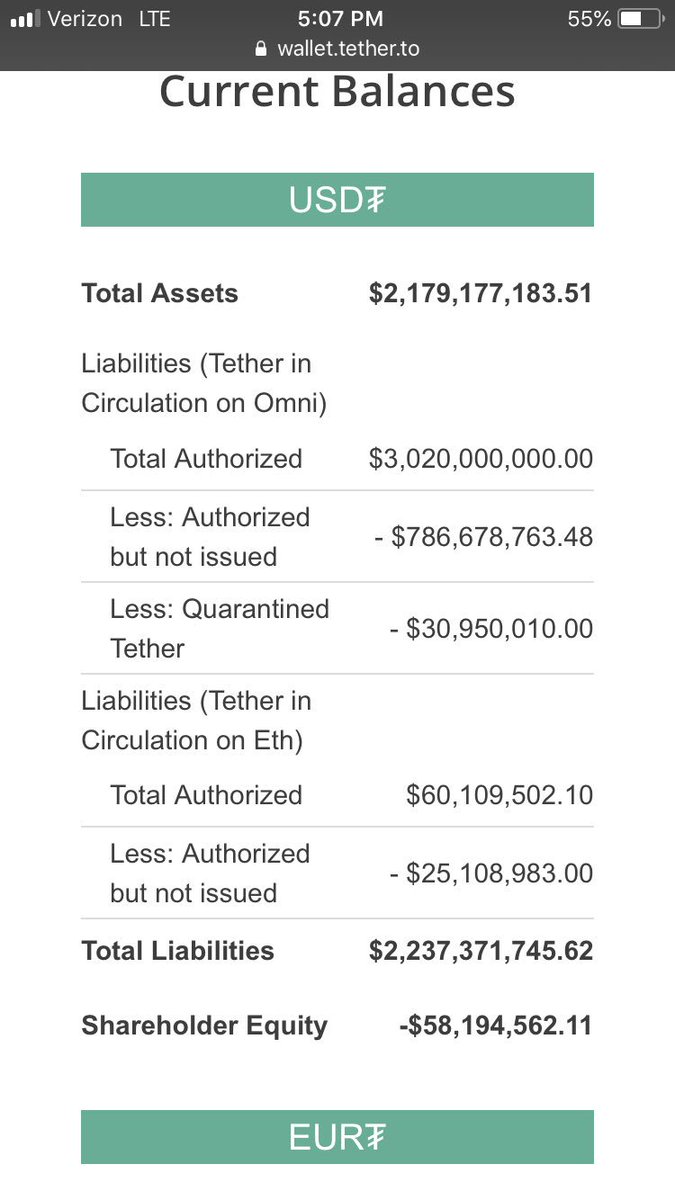 Verizon LTE 5:07 PM 55%
wallet.tether.to
Current Balances
USD₮
Total Assets $2,179,177,183.51
Liabilities (Tether in
Circulation on Omni)
Total Authorized $3,020,000,000.00
Less: Authorized
but not issued - $786,678,763.48
Less: Quarantined
Tether - $30,950,010.00
Liabilities (Tether in
Circulation on Eth)
Total Authorized $60,109,502.10
Less: Authorized
but not issued - $25,108,983.00
Total Liabilities $2,237,371,745.62
Shareholder Equity -$58,194,562.11
EUR₮